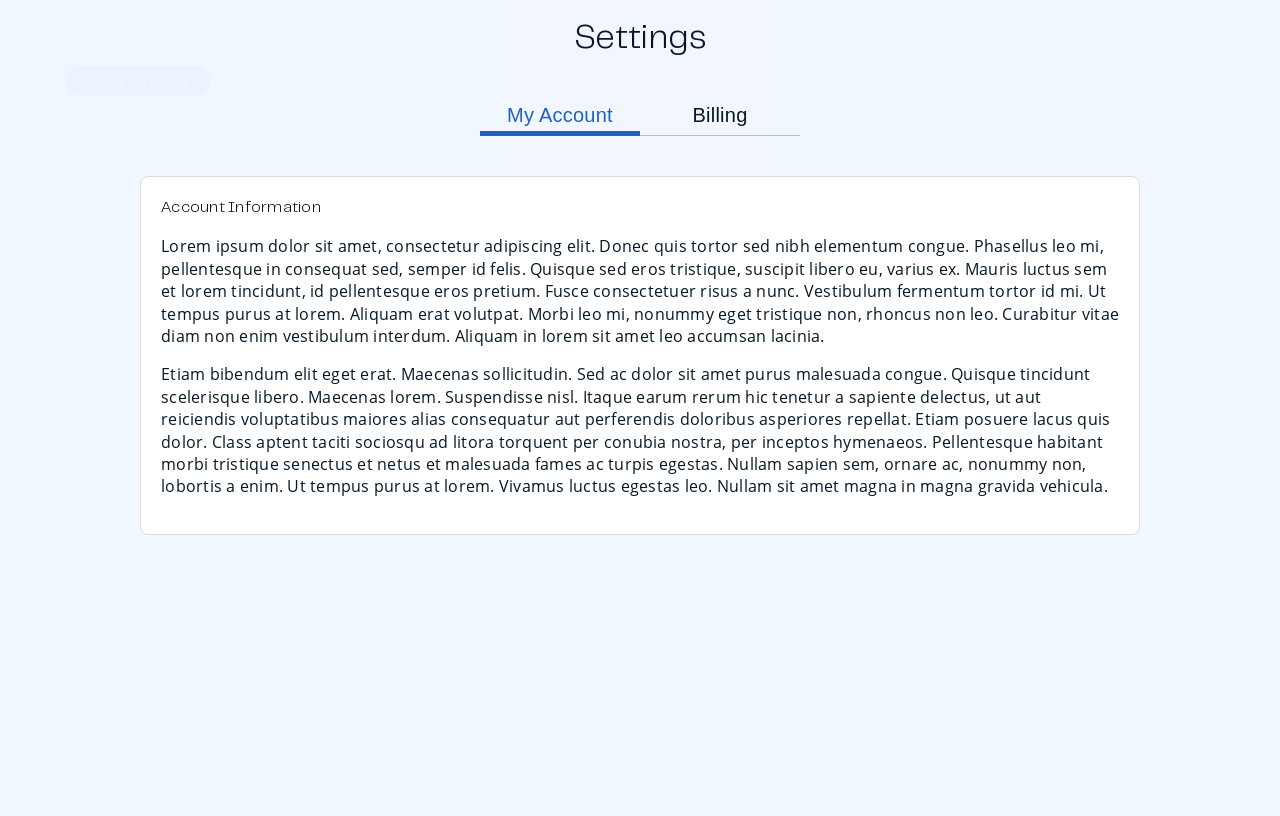 Settings
OPEN OVERLAY
My Account
Billing
Account Information
Lorem ipsum dolor sit amet, consectetur adipiscing elit. Donec quis tortor sed nibh elementum congue. Phasellus leo mi,
pellentesque in consequat sed, semper id felis. Quisque sed eros tristique, suscipit libero eu, varius ex. Mauris luctus sem
et lorem tincidunt, id pellentesque eros pretium. Fusce consectetuer risus a nunc. Vestibulum fermentum tortor id mi. Ut
tempus purus at lorem. Aliquam erat volutpat. Morbi leo mi, nonummy eget tristique non, rhoncus non leo. Curabitur vitae
diam non enim vestibulum interdum. Aliquam in lorem sit amet leo accumsan lacinia.
Etiam bibendum elit eget erat. Maecenas sollicitudin. Sed ac dolor sit amet purus malesuada congue. Quisque tincidunt
scelerisque libero. Maecenas lorem. Suspendisse nisl. Itaque earum rerum hic tenetur a sapiente delectus, ut aut
reiciendis voluptatibus maiores alias consequatur aut perferendis doloribus asperiores repellat. Etiam posuere lacus quis
dolor. Class aptent taciti sociosqu ad litora torquent per conubia nostra, per inceptos hymenaeos. Pellentesque habitant
morbi tristique senectus et netus et malesuada fames ac turpis egestas. Nullam sapien sem, ornare ac, nonummy non,
lobortis a enim. Ut tempus purus at lorem. Vivamus luctus egestas leo. Nullam sit amet magna in magna gravida vehicula.